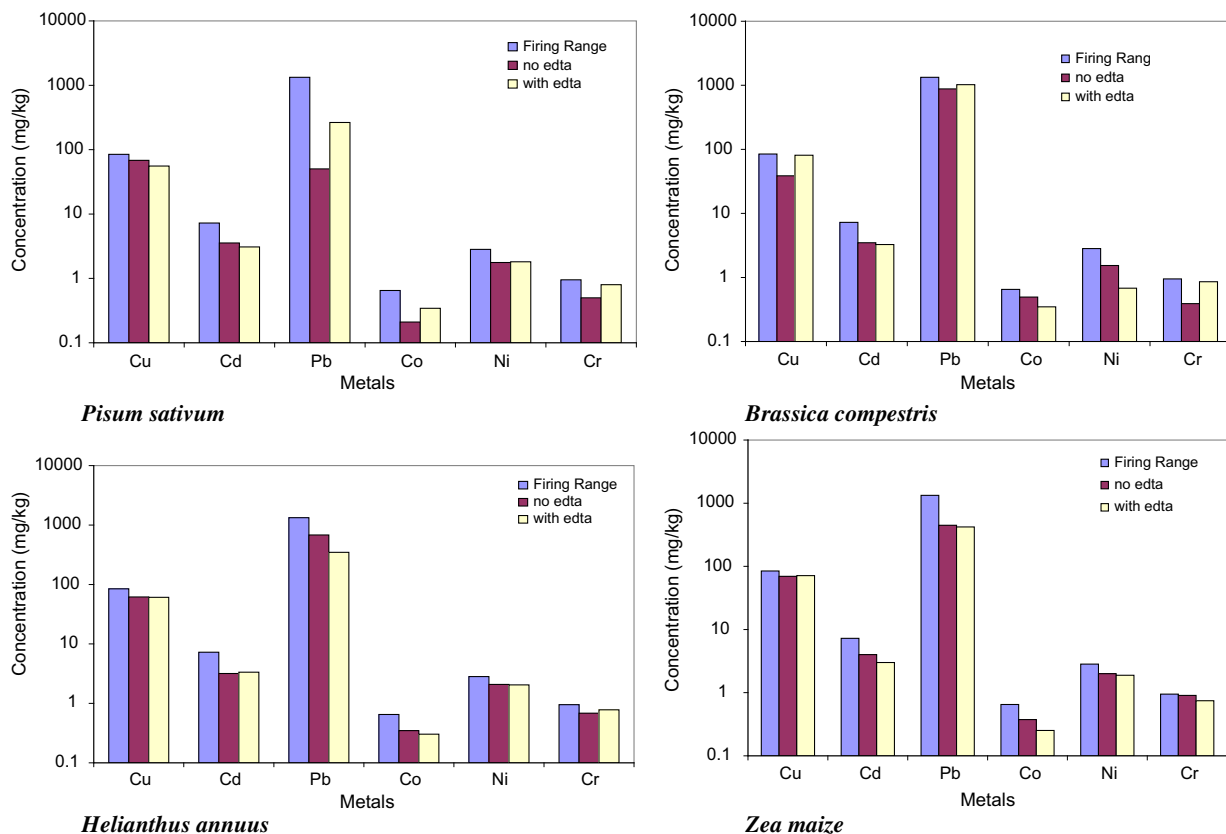 Concentration (mg/kg)
10000
1000
100
10
1
0.1
Firing Range
no edta
with edta
Cu Cd Pb Co Ni Cr
Metals
Pisum sativum
Concentration (mg/kg)
10000
1000
100
10
1
0.1
Firing Rang
no edta
with edta
Cu Cd Pb Co Ni Cr
Metals
Brassica compestris
Concentration (mg/kg)
10000
1000
100
10
1
0.1
Firing Range
no edta
with edta
Cu Cd Pb Co Ni Cr
Metals
Helianthus annuus
Concentration (mg/kg)
10000
1000
100
10
1
0.1
Firing Range
no edta
with edta
Cu Cd Pb Co Ni Cr
Metals
Zea maize